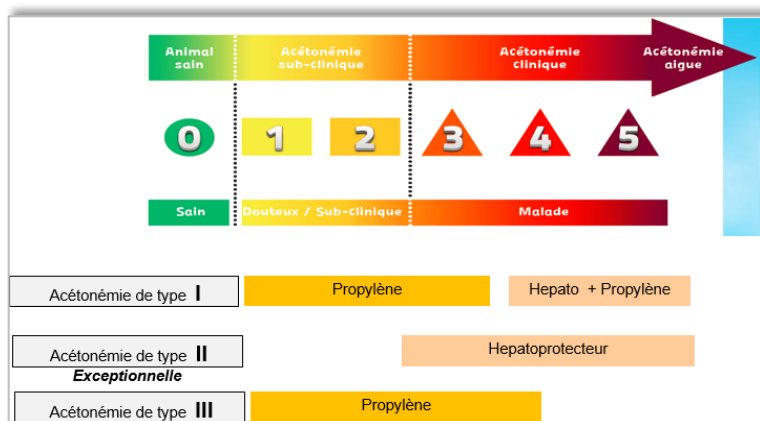 Animal sain
Acétonémie sub-clinique
Acétonémie clinique
Acétonémie aigue
0 1 2 3 4 5
Sain
Douteux / Sub-clinique
Malade
Acétonémie de type I
Propylène
Hepato + Propylène
Acétonémie de type II
Exceptionnelle
Hepatoprotecteur
Acétonémie de type III
Propylène